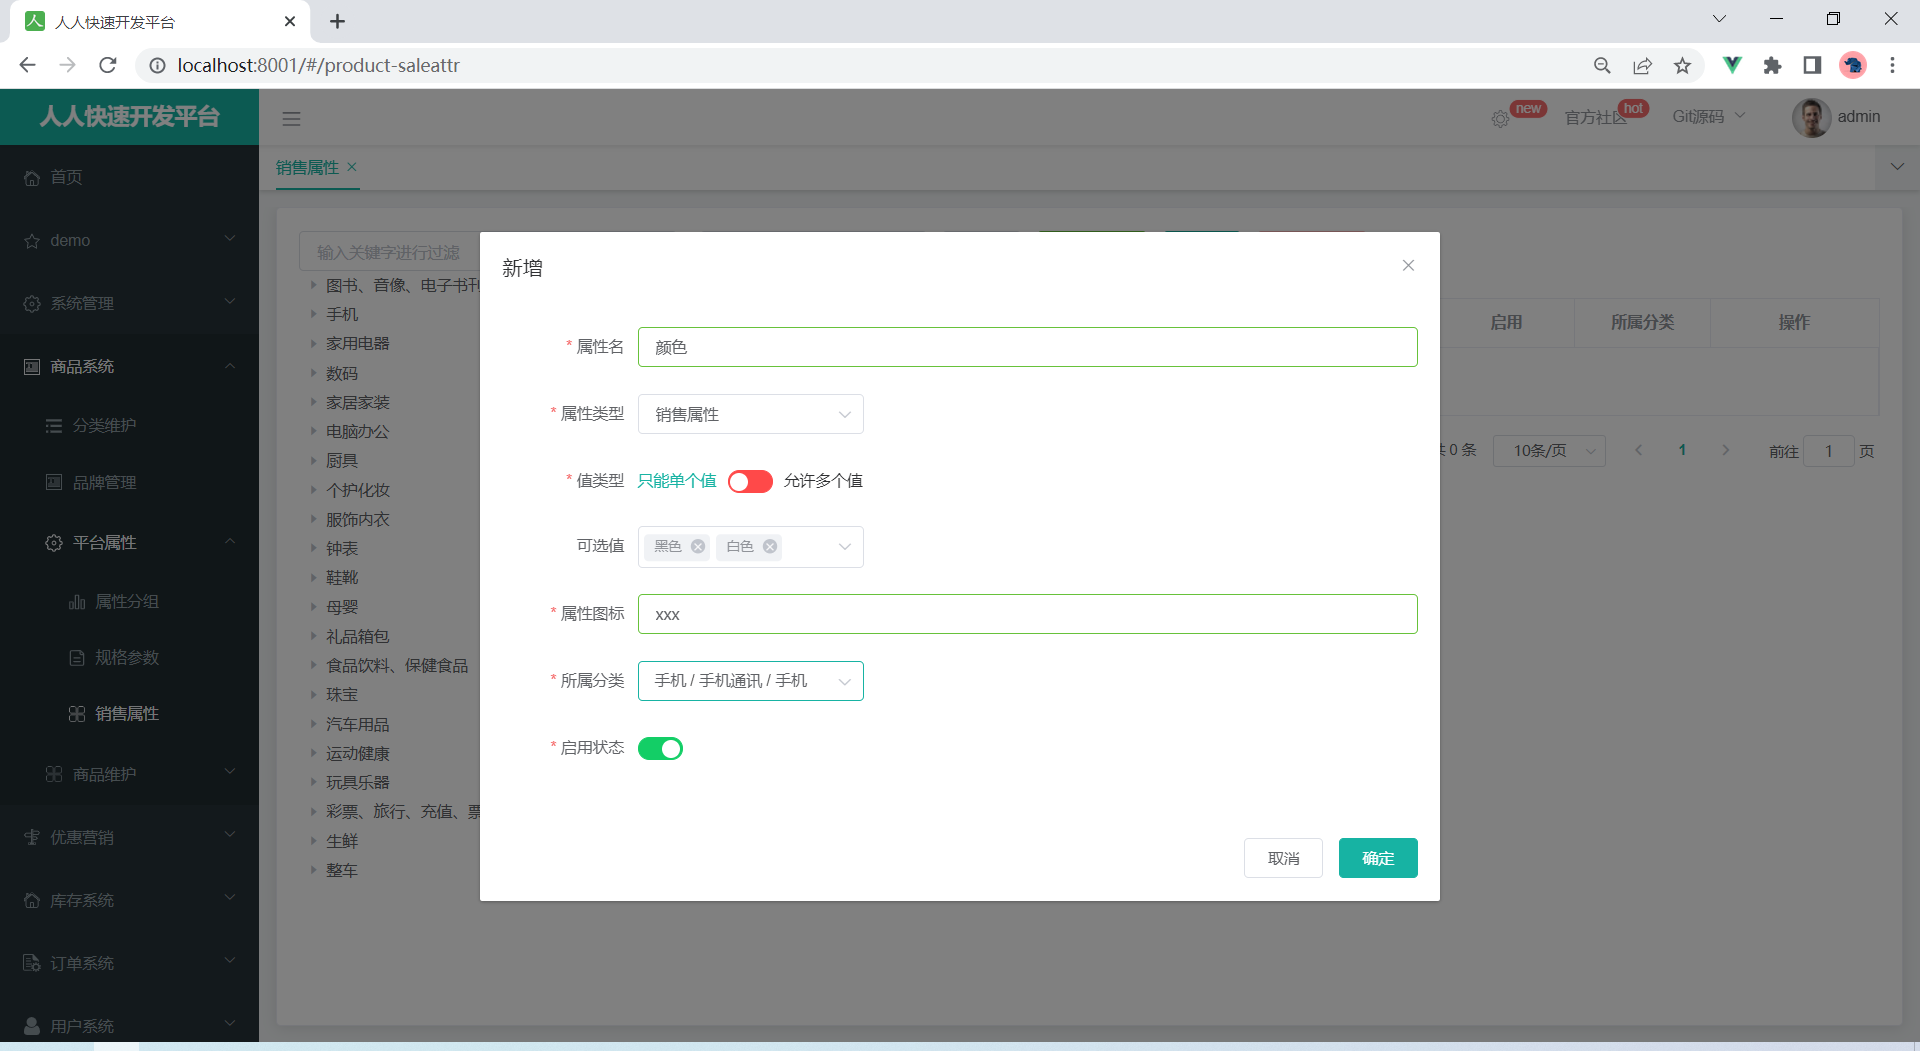 人人快速开发平台
localhost:8001/#/product-saleattr
人人快速开发平台
new
官方社区
hot
Git源码
admin
销售属性
首页
demo
系统管理
商品系统
分类维护
品牌管理
平台属性
属性分组
规格参数
销售属性
商品维护
优惠营销
库存系统
订单系统
用户系统
输入关键字进行过滤
图书、音像、电子书刊
手机
家用电器
数码
家居家装
电脑办公
厨具
个护化妆
服饰内衣
钟表
鞋靴
母婴
礼品箱包
食品饮料、保健食品
珠宝
汽车用品
运动健康
玩具乐器
彩票、旅行、充值、票
生鲜
整车
启用 所属分类 操作
共 0 条 10条/页 1 前往 1 页
新增
* 属性名 颜色
* 属性类型 销售属性
* 值类型 只能单个值 允许多个值
可选值 黑色 白色
* 属性图标 xxx
* 所属分类 手机 / 手机通讯 / 手机
* 启用状态
取消 确定